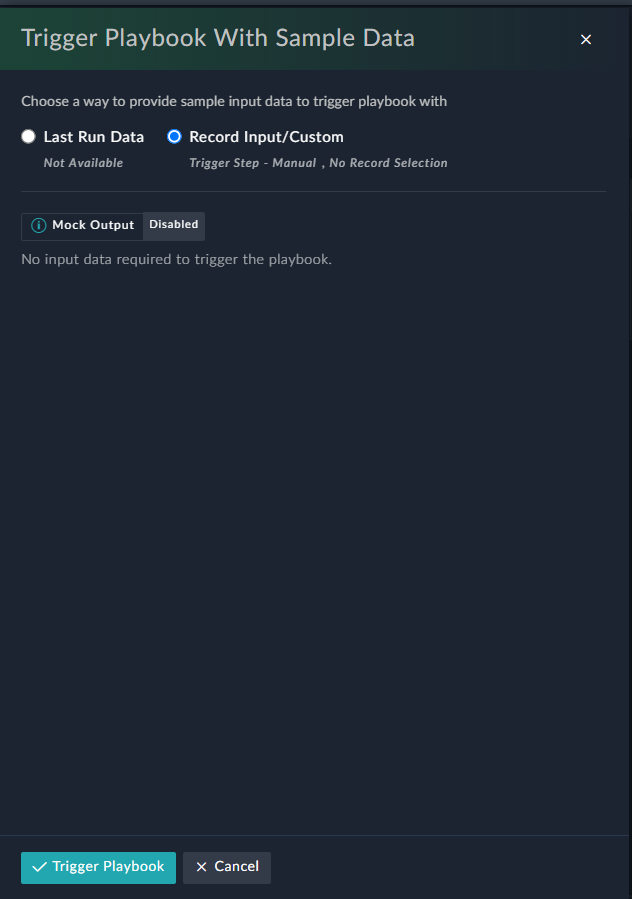 Trigger Playbook With Sample Data
Choose a way to provide sample input data to trigger playbook with
Last Run Data Record Input/Custom
Not Available Trigger Step - Manual , No Record Selection
Mock Output Disabled
No input data required to trigger the playbook.
Trigger Playbook Cancel